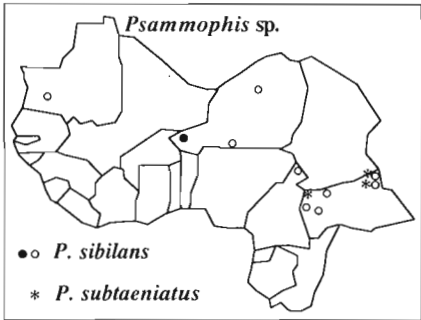 Psammophis sp.
●○ P. sibilans
* P. subtaeniatus